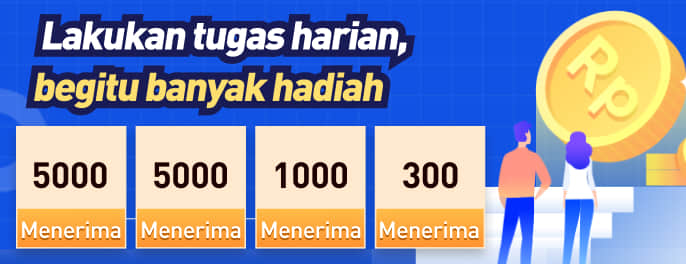 Lakukan tugas harian,
begitu banyak hadiah
5000 5000 1000 300
Menerima Menerima Menerima Menerima
Rp